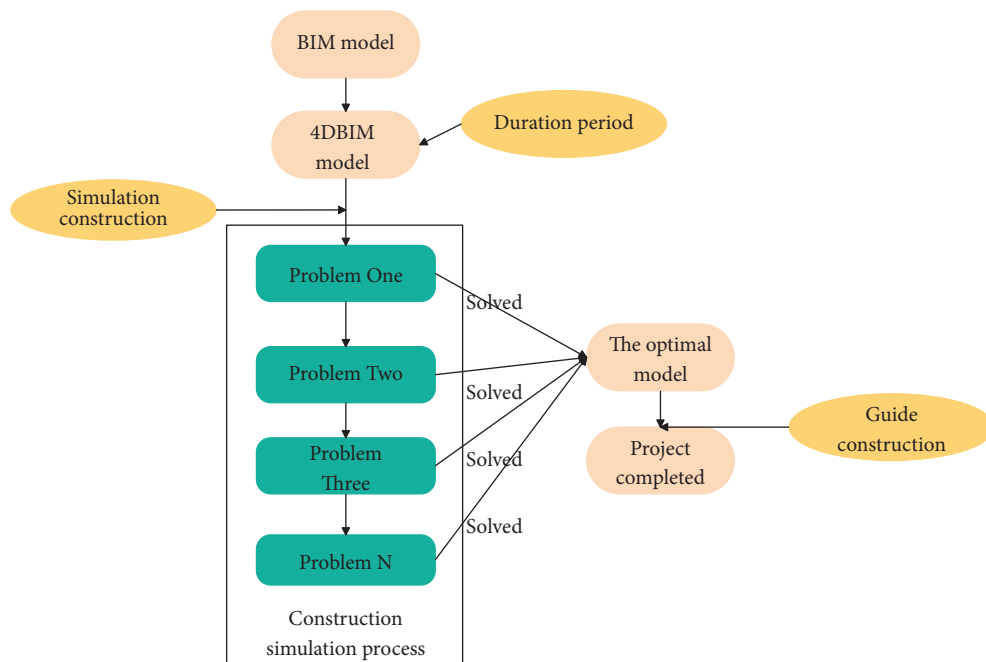 BIM model
4DBIM
model
Duration period
Simulation
construction
Problem One
Solved
Problem Two
The optimal
model
Solved
Guide
construction
Problem
Three
Solved
Project
completed
Solved
Problem N
Construction
simulation process